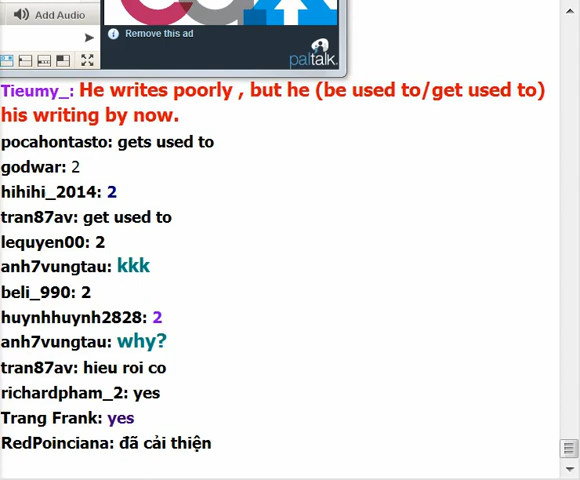 Add Audio
Remove this ad
paltalk
Tieumy_: He writes poorly , but he (be used to/get used to)
his writing by now.
pocahontasto: gets used to
godwar: 2
hihihi_2014: 2
tran87av: get used to
lequyen00: 2
anh7vungtau: kkk
beli_990: 2
huynhhuynh2828: 2
anh7vungtau: why?
tran87av: hieu roi co
richardpham_2: yes
Trang Frank: yes
RedPoinciana: đã cải thiện